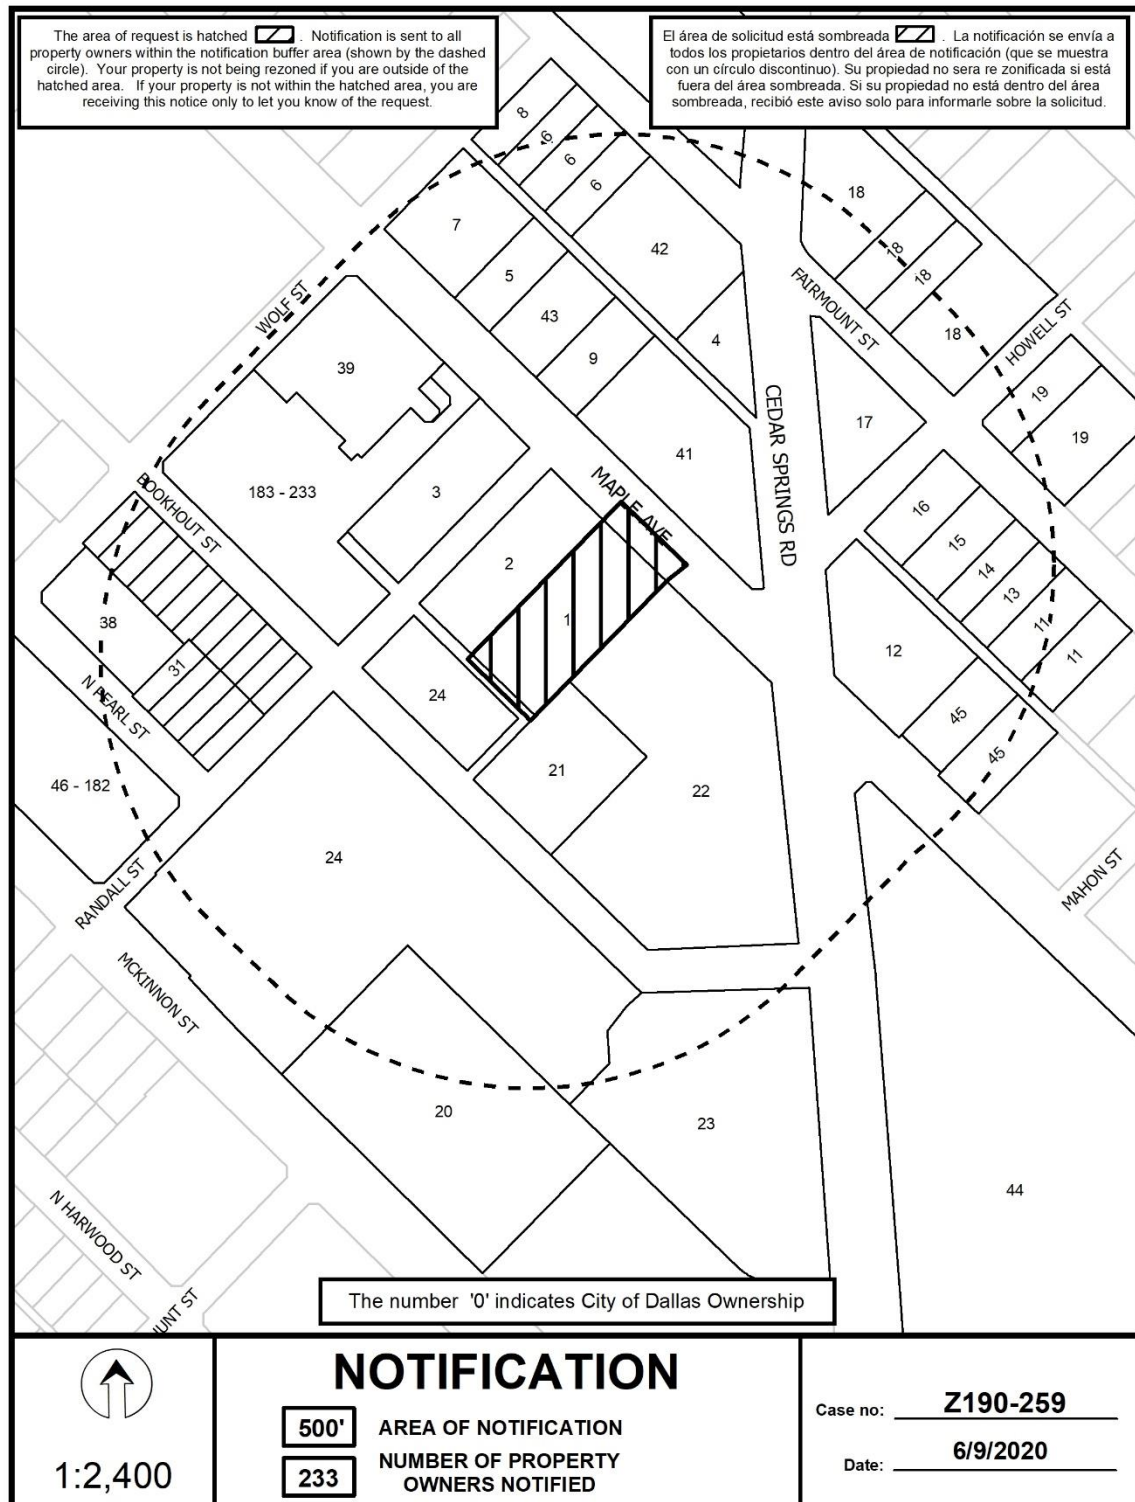 The area of request is hatched . Notification is sent to all
property owners within the notification buffer area (shown by the dashed
circle). Your property is not being rezoned if you are outside of the
hatched area. If your property is not within the hatched area, you are
receiving this notice only to let you know of the request.
El área de solicitud está sombreada . La notificación se envía a
todos los propietarios dentro del área de notificación (que se muestra
con un círculo discontinuo). Su propiedad no sera re zonificada si está
fuera del área sombreada. Si su propiedad no está dentro del área
sombreada, recibió este aviso solo para informarle sobre la solicitud.
8
6
6
6
7
5
43
9
42
4
41
18
18
18
18
FAIRMOUNT ST
HOWELL ST
19
19
17
WOLF ST
39
CEDAR SPRINGS RD
MAPLE AVE
183 - 233
3
BOOKHOUT ST
2
1
16
15
14
13
11
11
12
45
45
38
31
24
N PEARL ST
46 - 182
21
22
24
RANDALL ST
MCKINNON ST
MAHON ST
20
23
44
N HARWOOD ST
HUNT ST
The number '0' indicates City of Dallas Ownership
1:2,400
NOTIFICATION
500' AREA OF NOTIFICATION
233 NUMBER OF PROPERTY
OWNERS NOTIFIED
Case no: Z190-259
Date: 6/9/2020